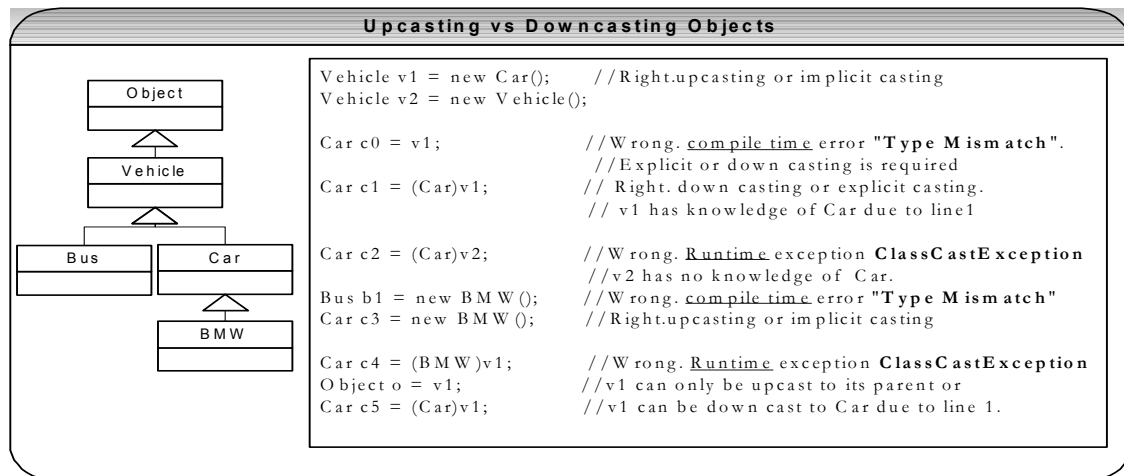 Upcasting vs Downcasting Objects
Object
Vehicle
Bus
Car
BMW
Vehicle v1 = new Car(); //Right.upcasting or implicit casting
Vehicle v2 = new Vehicle();
Car c0 = v1; //Wrong. compile time error "Type Mismatch".
//Explicit or down casting is required
Car c1 = (Car)v1; // Right. down casting or explicit casting.
// v1 has knowledge of Car due to line1
Car c2 = (Car)v2; //Wrong. Runtime exception ClassCastException
//v2 has no knowledge of Car.
Bus b1 = new BMW(); //Wrong. compile time error "Type Mismatch"
Car c3 = new BMW(); //Right.upcasting or implicit casting
Car c4 = (BMW)v1; //Wrong. Runtime exception ClassCastException
Object o = v1; //v1 can only be upcast to its parent or
Car c5 = (Car)v1; //v1 can be down cast to Car due to line 1.